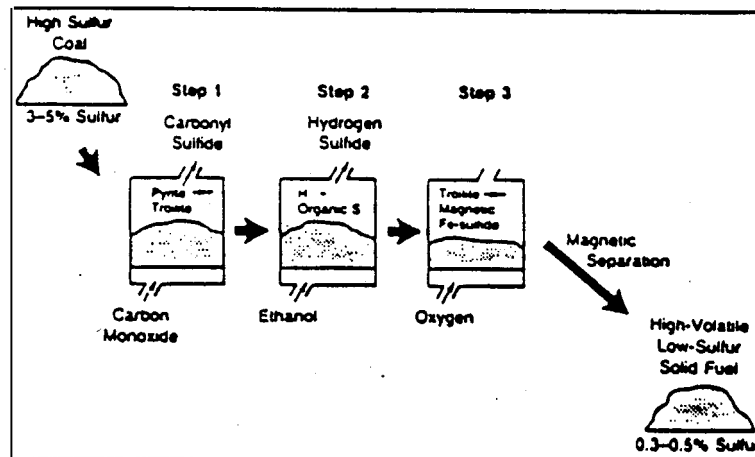 High Sulfur
Coal
3-5% Sulfur
Step 1
Step 2
Step 3
Carbonyl
Sulfide
Hydrogen
Sulfide
Pyrite →
Troilite
H +
Organic S
Troilite →
Magnetic
Fe-sulfide
Carbon
Monoxide
Ethanol
Oxygen
Magnetic
Separation
High-Volatile
Low-Sulfur
Solid Fuel
0.3-0.5% Sulfur